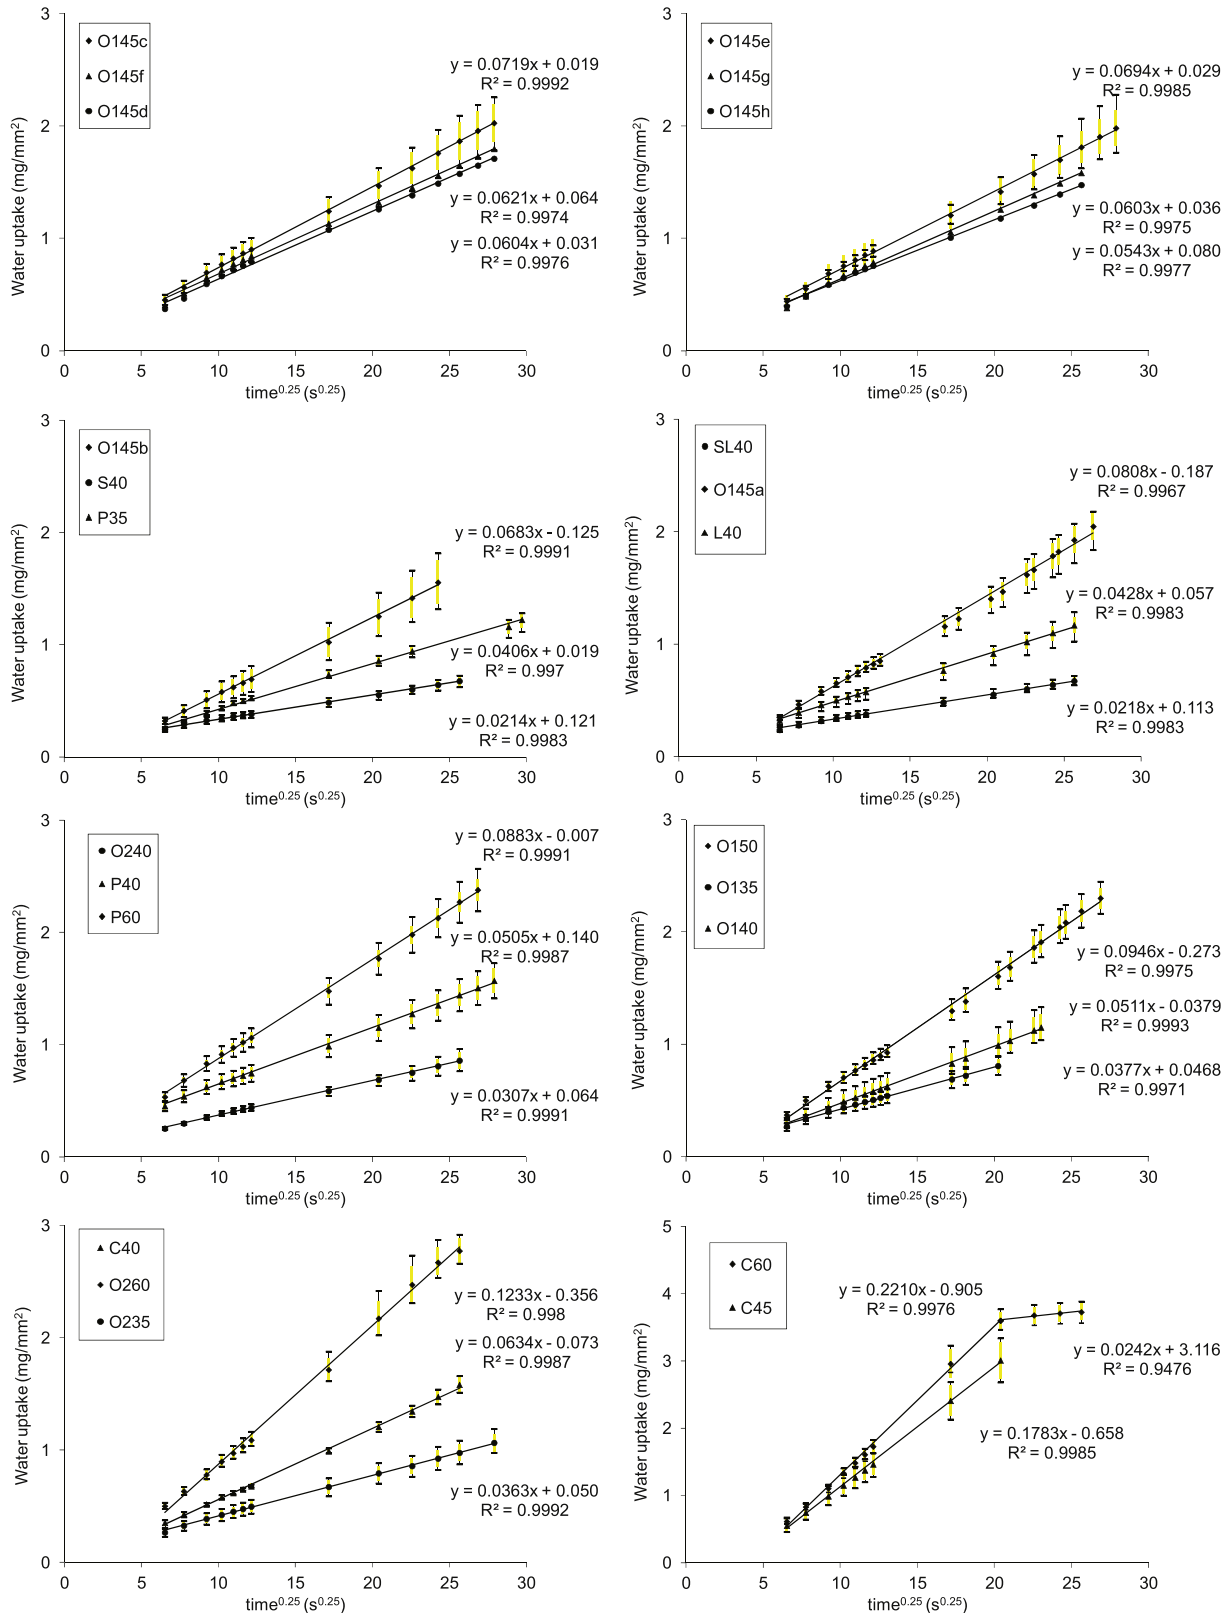 3
2
1
0
Water uptake (mg/mm²)
O145c
O145f
O145d
y = 0.0719x + 0.019
R² = 0.9992
y = 0.0621x + 0.064
R² = 0.9974
y = 0.0604x + 0.031
R² = 0.9976
0 5 10 15 20 25 30
time^0.25 (s^0.25)
3
2
1
0
Water uptake (mg/mm²)
O145e
O145g
O145h
y = 0.0694x + 0.029
R² = 0.9985
y = 0.0603x + 0.036
R² = 0.9975
y = 0.0543x + 0.080
R² = 0.9977
0 5 10 15 20 25 30
time^0.25 (s^0.25)
3
2
1
0
Water uptake (mg/mm²)
O145b
S40
P35
y = 0.0683x - 0.125
R² = 0.9991
y = 0.0406x + 0.019
R² = 0.997
y = 0.0214x + 0.121
R² = 0.9983
0 5 10 15 20 25 30
time^0.25 (s^0.25)
3
2
1
0
Water uptake (mg/mm²)
SL40
O145a
L40
y = 0.0808x - 0.187
R² = 0.9967
y = 0.0428x + 0.057
R² = 0.9983
y = 0.0218x + 0.113
R² = 0.9983
0 5 10 15 20 25 30
time^0.25 (s^0.25)
3
2
1
0
Water uptake (mg/mm²)
O240
P40
P60
y = 0.0883x - 0.007
R² = 0.9991
y = 0.0505x + 0.140
R² = 0.9987
y = 0.0307x + 0.064
R² = 0.9991
0 5 10 15 20 25 30
time^0.25 (s^0.25)
3
2
1
0
Water uptake (mg/mm²)
O150
O135
O140
y = 0.0946x - 0.273
R² = 0.9975
y = 0.0511x - 0.0379
R² = 0.9993
y = 0.0377x + 0.0468
R² = 0.9971
0 5 10 15 20 25 30
time^0.25 (s^0.25)
3
2
1
0
Water uptake (mg/mm²)
C40
O260
O235
y = 0.1233x - 0.356
R² = 0.998
y = 0.0634x - 0.073
R² = 0.9987
y = 0.0363x + 0.050
R² = 0.9992
0 5 10 15 20 25 30
time^0.25 (s^0.25)
5
4
3
2
1
0
Water uptake (mg/mm²)
C60
C45
y = 0.2210x - 0.905
R² = 0.9976
y = 0.0242x + 3.116
R² = 0.9476
y = 0.1783x - 0.658
R² = 0.9985
0 5 10 15 20 25 30
time^0.25 (s^0.25)